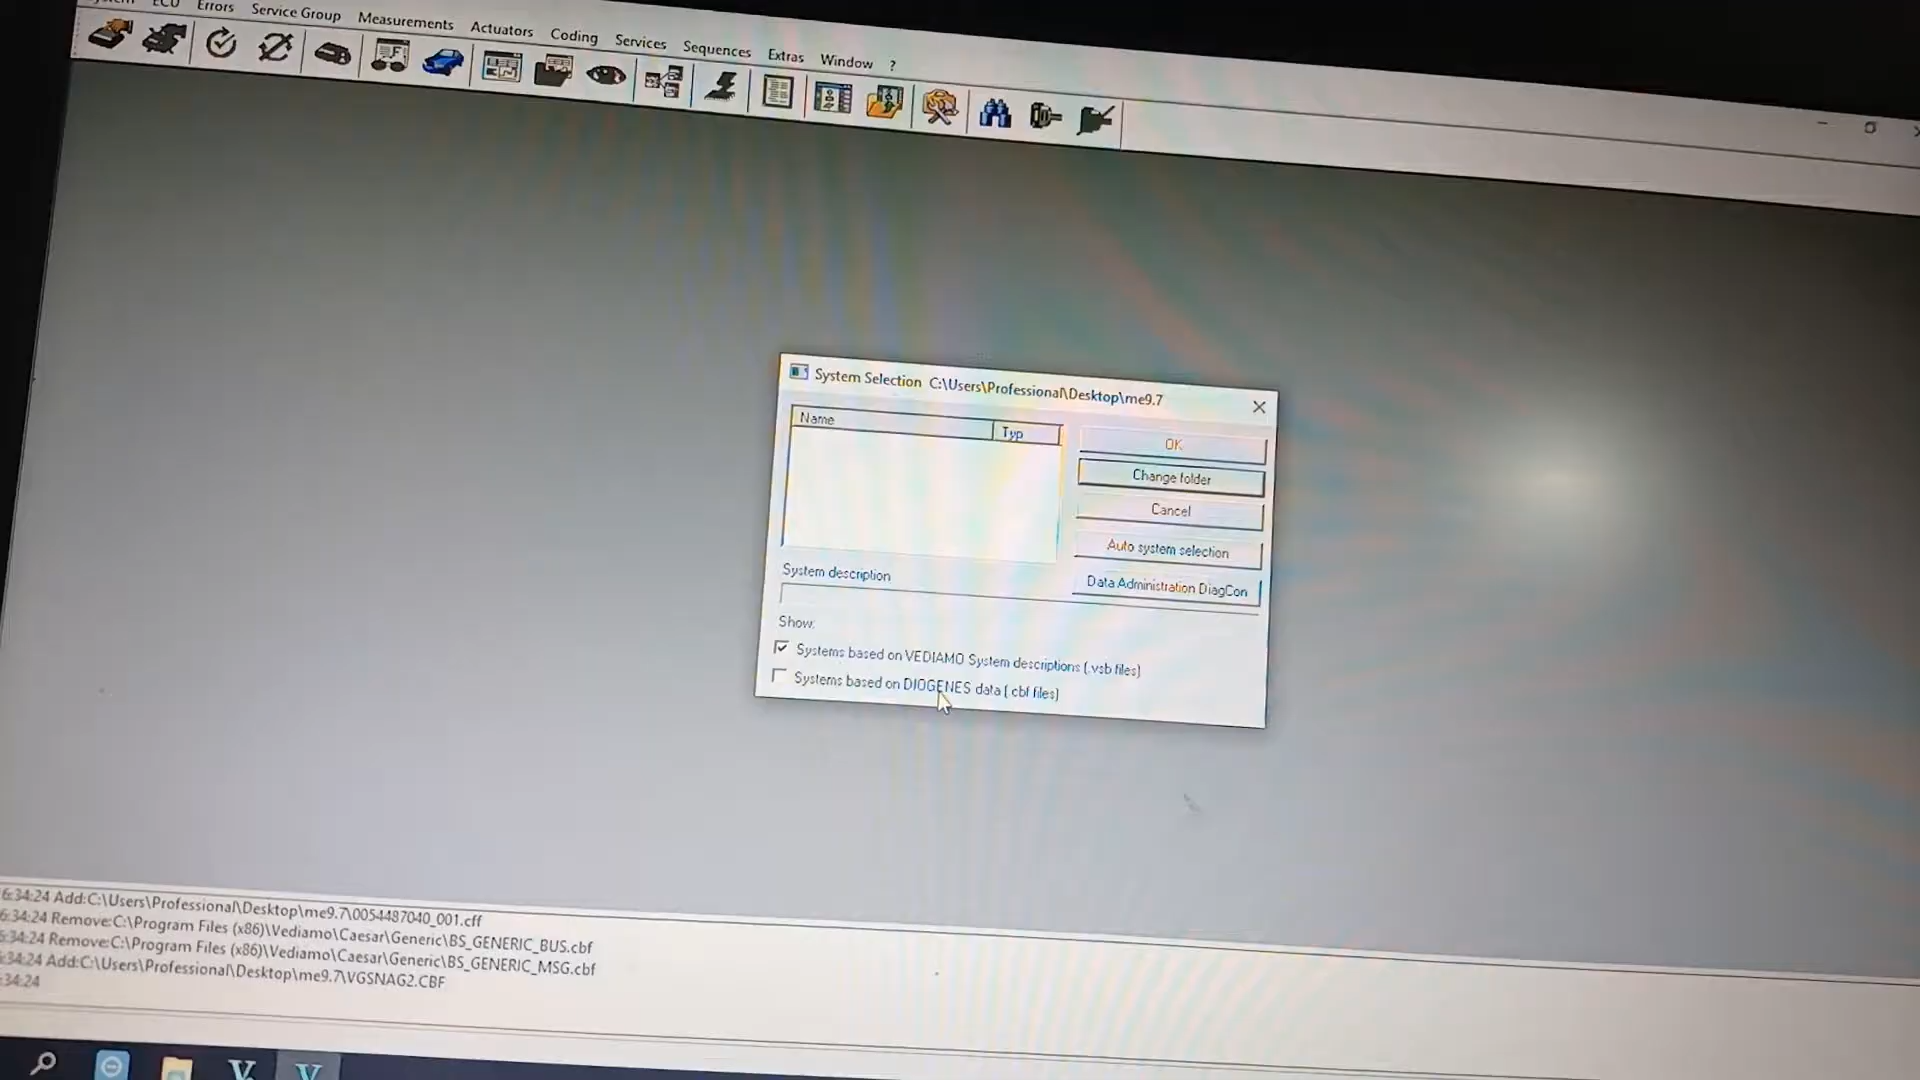 ECU Errors Service Group Measurements Actuators Coding Services Sequences Extras Window ?
System Selection C:\Users\Professional\Desktop\me9.7
Name Typ
OK
Change folder
Cancel
Auto system selection
Data Administration DiagCon
System description
Show:
Systems based on VEDIAMO System descriptions (.vsb files)
Systems based on DIOGENES data (.cbf files)
6:34:24 Add:C:\Users\Professional\Desktop\me9.7\0054487040_001.cff
6:34:24 Remove:C:\Program Files (x86)\Vediamo\Caesar\Generic\BS_GENERIC_BUS.cbf
6:34:24 Remove:C:\Program Files (x86)\Vediamo\Caesar\Generic\BS_GENERIC_MSG.cbf
:34:24 Add:C:\Users\Professional\Desktop\me9.7\VGSNAG2.CBF
:34:24